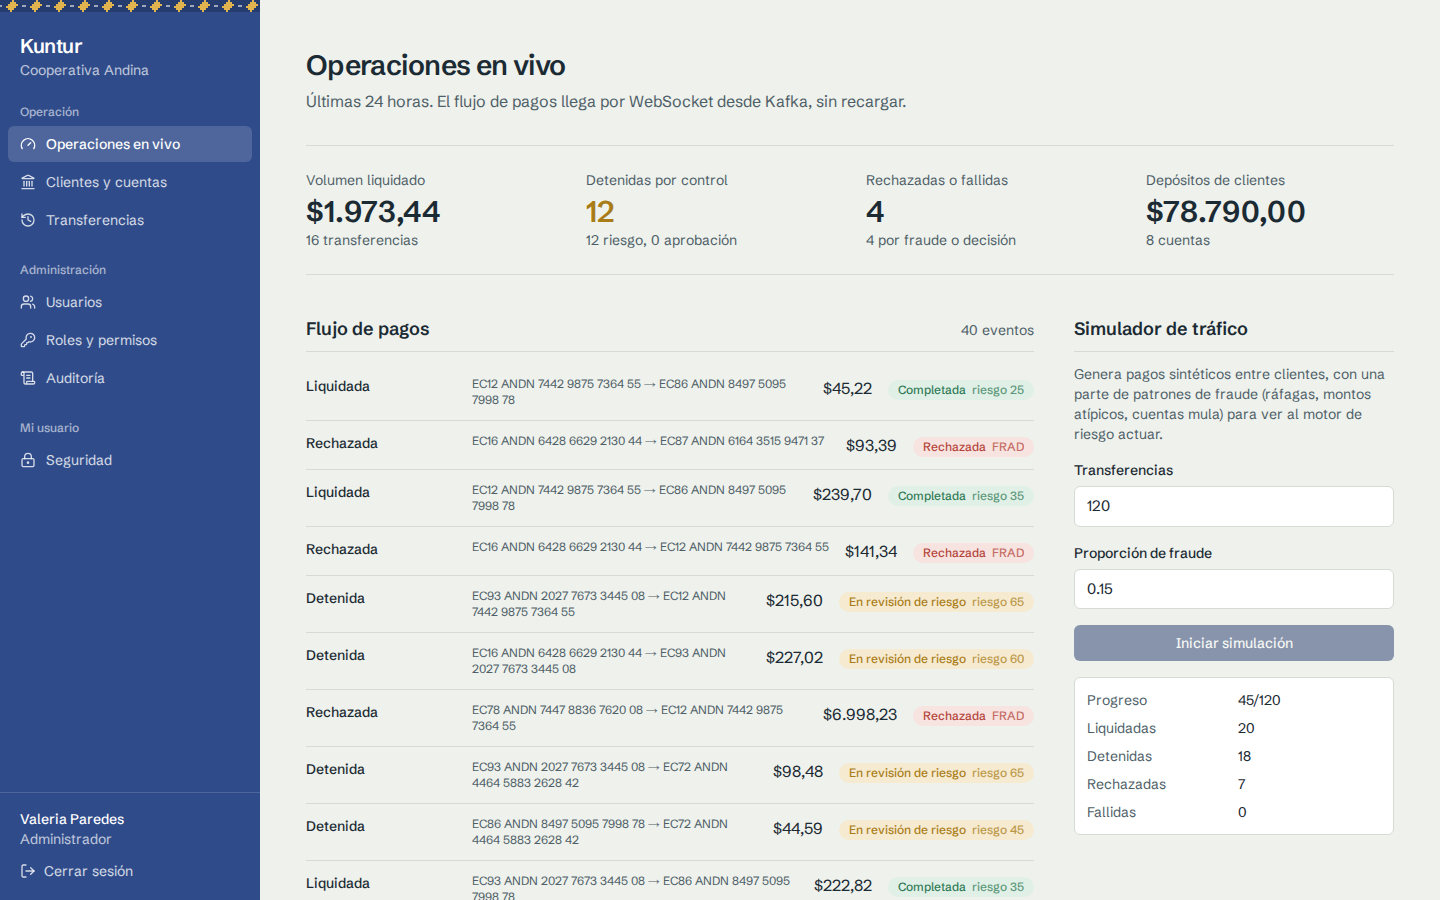 Kuntur
Cooperativa Andina
Operación
Operaciones en vivo
Clientes y cuentas
Transferencias
Administración
Usuarios
Roles y permisos
Auditoría
Mi usuario
Seguridad
Valeria Paredes
Administrador
Cerrar sesión
Operaciones en vivo
Últimas 24 horas. El flujo de pagos llega por WebSocket desde Kafka, sin recargar.
Volumen liquidado
$1.973,44
16 transferencias
Detenidas por control
12
12 riesgo, 0 aprobación
Rechazadas o fallidas
4
4 por fraude o decisión
Depósitos de clientes
$78.790,00
8 cuentas
Flujo de pagos
40 eventos
Liquidada
EC12 ANDN 7442 9875 7364 55 → EC86 ANDN 8497 5095
7998 78
$45,22
Completada riesgo 25
Rechazada
EC16 ANDN 6428 6629 2130 44 → EC87 ANDN 6164 3515 9471 37
$93,39
Rechazada FRAD
Liquidada
EC12 ANDN 7442 9875 7364 55 → EC86 ANDN 8497 5095
7998 78
$239,70
Completada riesgo 35
Rechazada
EC16 ANDN 6428 6629 2130 44 → EC12 ANDN 7442 9875 7364 55
$141,34
Rechazada FRAD
Detenida
EC93 ANDN 2027 7673 3445 08 → EC12 ANDN
7442 9875 7364 55
$215,60
En revisión de riesgo riesgo 65
Detenida
EC16 ANDN 6428 6629 2130 44 → EC93 ANDN
2027 7673 3445 08
$227,02
En revisión de riesgo riesgo 60
Rechazada
EC78 ANDN 7447 8836 7620 08 → EC12 ANDN 7442 9875
7364 55
$6.998,23
Rechazada FRAD
Detenida
EC93 ANDN 2027 7673 3445 08 → EC72 ANDN
4464 5883 2628 42
$98,48
En revisión de riesgo riesgo 65
Detenida
EC86 ANDN 8497 5095 7998 78 → EC72 ANDN
4464 5883 2628 42
$44,59
En revisión de riesgo riesgo 45
Liquidada
EC93 ANDN 2027 7673 3445 08 → EC86 ANDN 8497 5095
7998 78
$222,82
Completada riesgo 35
Simulador de tráfico
Genera pagos sintéticos entre clientes, con una
parte de patrones de fraude (ráfagas, montos
atípicos, cuentas mula) para ver al motor de
riesgo actuar.
Transferencias
120
Proporción de fraude
0.15
Iniciar simulación
Progreso 45/120
Liquidadas 20
Detenidas 18
Rechazadas 7
Fallidas 0